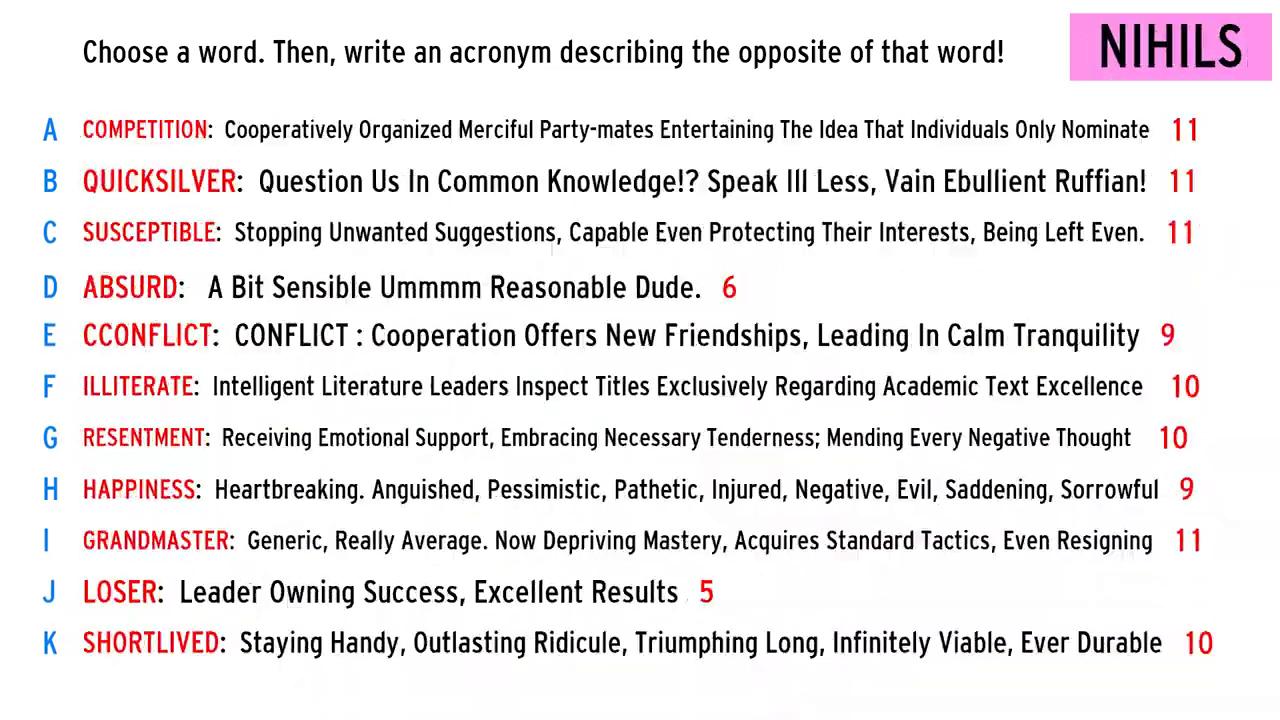 Choose a word. Then, write an acronym describing the opposite of that word!
NIHILS
A COMPETITION: Cooperatively Organized Merciful Party-mates Entertaining The Idea That Individuals Only Nominate 11
B QUICKSILVER: Question Us In Common Knowledge!? Speak Ill Less, Vain Ebullient Ruffian! 11
C SUSCEPTIBLE: Stopping Unwanted Suggestions, Capable Even Protecting Their Interests, Being Left Even. 11
D ABSURD: A Bit Sensible Ummmm Reasonable Dude. 6
E CCONFLICT: CONFLICT : Cooperation Offers New Friendships, Leading In Calm Tranquility 9
F ILLITERATE: Intelligent Literature Leaders Inspect Titles Exclusively Regarding Academic Text Excellence 10
G RESENTMENT: Receiving Emotional Support, Embracing Necessary Tenderness; Mending Every Negative Thought 10
H HAPPINESS: Heartbreaking. Anguished, Pessimistic, Pathetic, Injured, Negative, Evil, Saddening, Sorrowful 9
I GRANDMASTER: Generic, Really Average. Now Depriving Mastery, Acquires Standard Tactics, Even Resigning 11
J LOSER: Leader Owning Success, Excellent Results 5
K SHORTLIVED: Staying Handy, Outlasting Ridicule, Triumphing Long, Infinitely Viable, Ever Durable 10